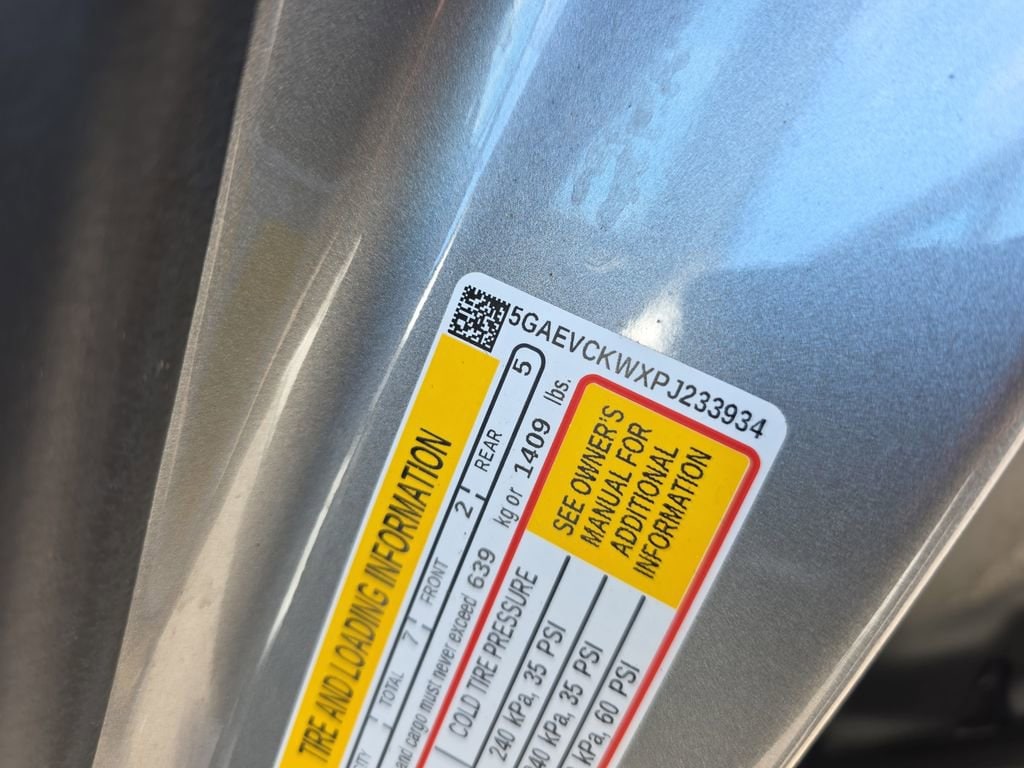 5GAEVCKWXPJ233934
TIRE AND LOADING INFORMATION
TOTAL 7 FRONT 2 REAR 5
and cargo must never exceed 639 kg or 1409 lbs.
COLD TIRE PRESSURE
240 kPa, 35 PSI
kPa, 35 PSI
kPa, 60 PSI
SEE OWNER'S
MANUAL FOR
ADDITIONAL
INFORMATION